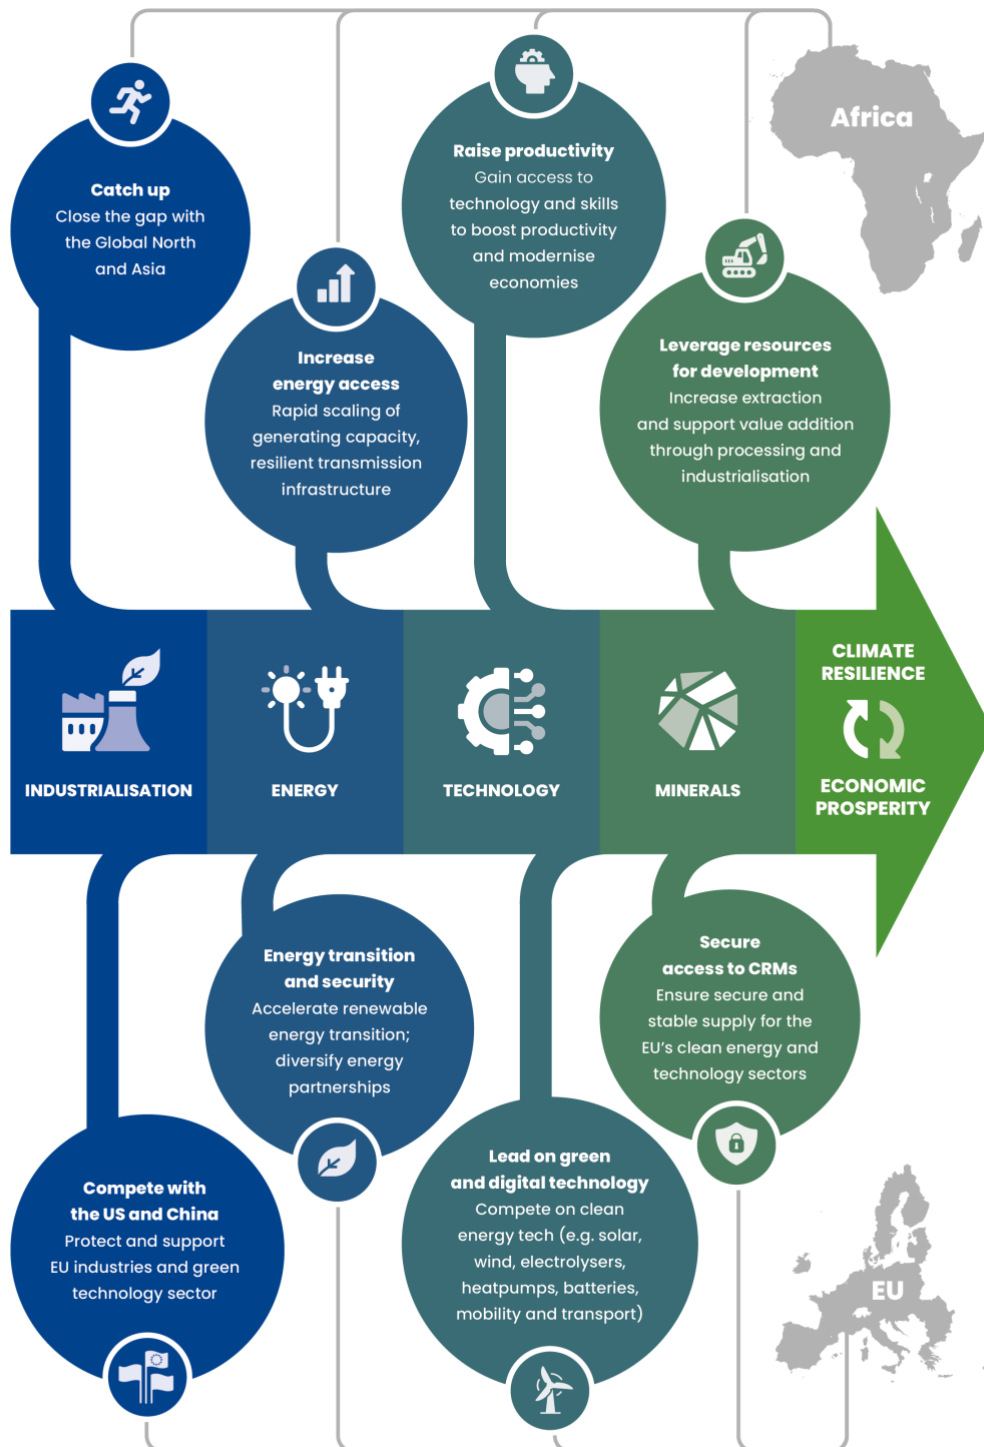 Africa
Catch up
Close the gap with
the Global North
and Asia
Increase
energy access
Rapid scaling of
generating capacity,
resilient transmission
infrastructure
Raise productivity
Gain access to
technology and skills
to boost productivity
and modernise
economies
Leverage resources
for development
Increase extraction
and support value addition
through processing and
industrialisation
INDUSTRIALISATION
ENERGY
TECHNOLOGY
MINERALS
CLIMATE
RESILIENCE
ECONOMIC
PROSPERITY
Compete with
the US and China
Protect and support
EU industries and green
technology sector
Energy transition
and security
Accelerate renewable
energy transition;
diversify energy
partnerships
Lead on green
and digital technology
Compete on clean
energy tech (e.g. solar,
wind, electrolysers,
heatpumps, batteries,
mobility and transport)
Secure
access to CRMs
Ensure secure and
stable supply for the
EU's clean energy and
technology sectors
EU